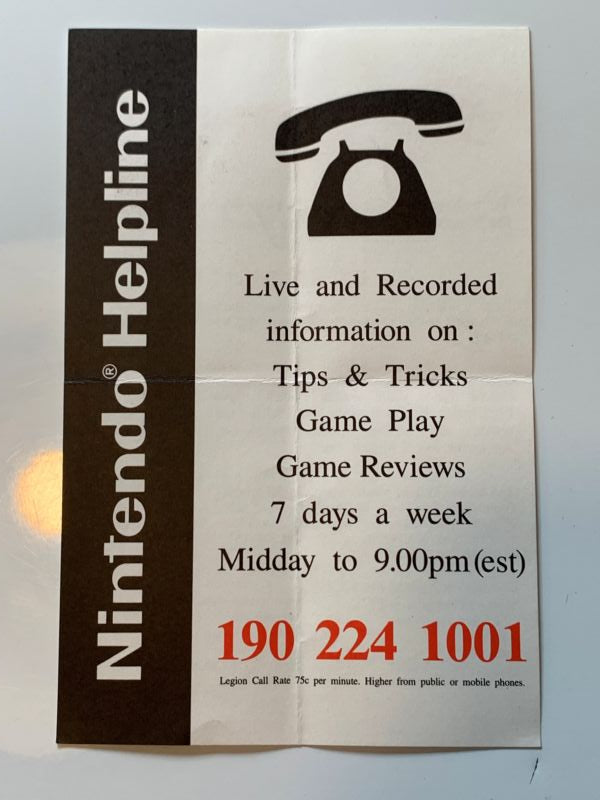 Nintendo® Helpline
Live and Recorded
information on :
Tips & Tricks
Game Play
Game Reviews
7 days a week
Midday to 9.00pm (est)
190 224 1001
Legion Call Rate 75c per minute. Higher from public or mobile phones.